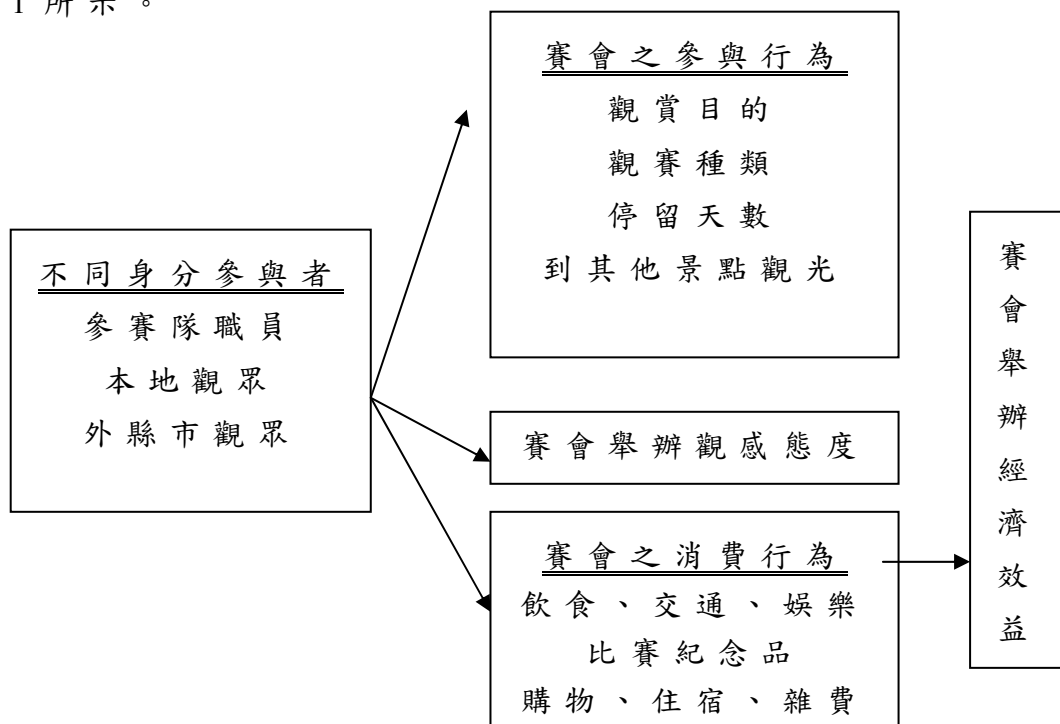 1 所示。
不同身分參與者
參賽隊職員
本地觀眾
外縣市觀眾
賽會之參與行為
觀賞目的
觀賽種類
停留天數
到其他景點觀光
賽會舉辦觀感態度
賽會之消費行為
飲食、交通、娛樂
比賽紀念品
購物、住宿、雜費
賽會舉辦經濟效益